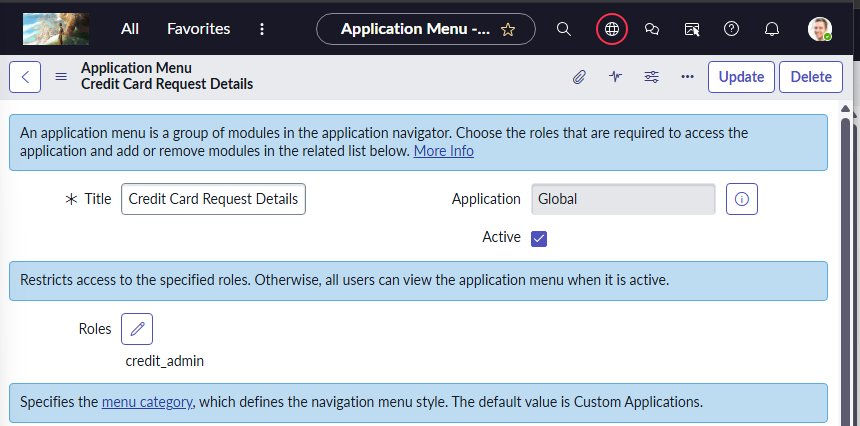 All Favorites Application Menu -...
Application Menu
Credit Card Request Details
Update Delete
An application menu is a group of modules in the application navigator. Choose the roles that are required to access the
application and add or remove modules in the related list below. More Info
Title Credit Card Request Details Application Global
Active
Restricts access to the specified roles. Otherwise, all users can view the application menu when it is active.
Roles
credit_admin
Specifies the menu category, which defines the navigation menu style. The default value is Custom Applications.